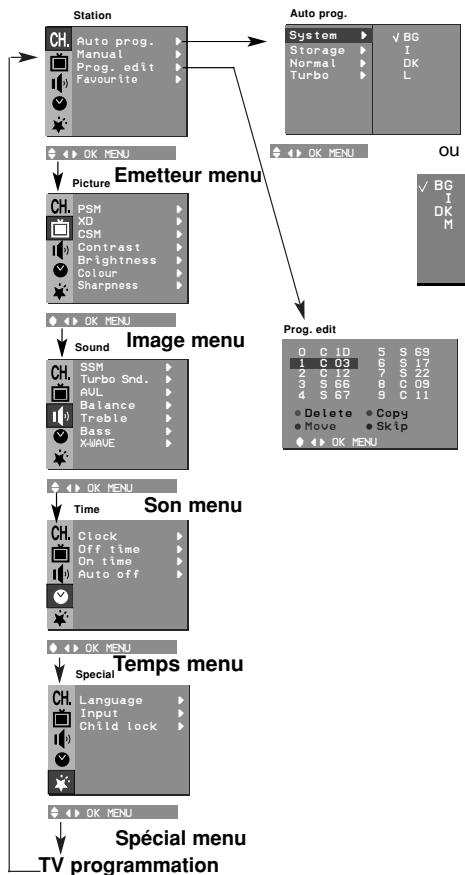 Station
CH.
Auto prog.
Manual
Prog. edit
Favourite
OK MENU
Emetteur menu
Auto prog.
System
Storage
Normal
Turbo
√ BG
I
DK
L
OK MENU
ou
√ BG
I
DK
M
Picture
CH.
PSM
XD
CSM
Contrast
Brightness
Colour
Sharpness
OK MENU
Image menu
Prog. edit
0 C 10 5 S 69
1 C 03 6 S 17
2 C 12 7 S 22
3 S 66 8 C 09
4 S 67 9 C 11
Delete Copy
Move Skip
OK MENU
Sound
CH.
SSM
Turbo Snd.
AVL
Balance
Treble
Bass
X-WAVE
OK MENU
Son menu
Time
CH.
Clock
Off time
On time
Auto off
OK MENU
Temps menu
Special
CH.
Language
Input
Child lock
OK MENU
Spécial menu
TV programmation